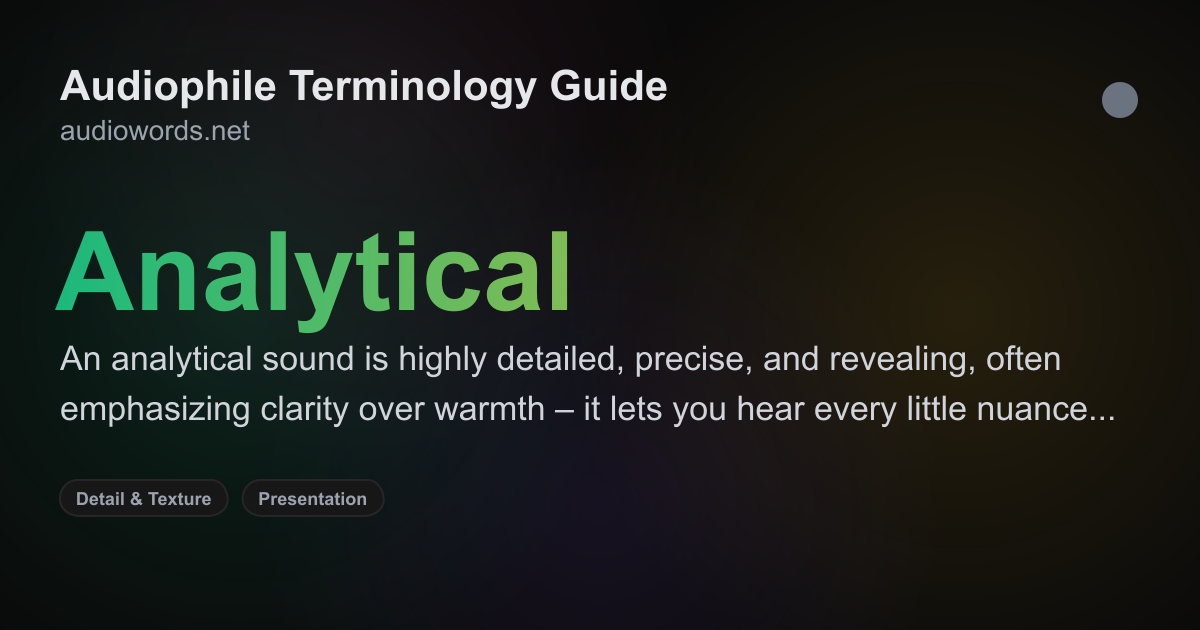 Audiophile Terminology Guide
audiowords.net
Analytical
An analytical sound is highly detailed, precise, and revealing, often
emphasizing clarity over warmth – it lets you hear every little nuance...
Detail & Texture
Presentation